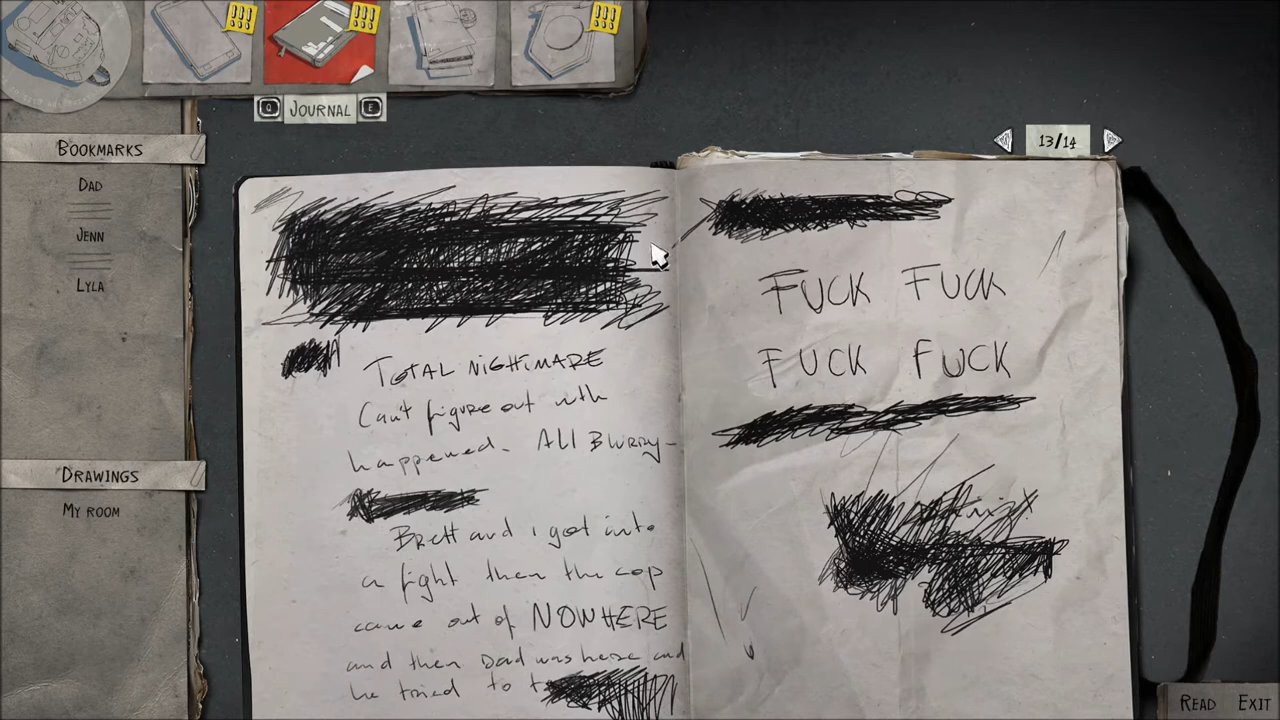 !!!
!!!
!!!
Q JOURNAL E
BOOKMARKS
DAD
JENN
LYLA
DRAWINGS
MY ROOM
13/14
TOTAL NIGHTMARE
Can't figure out wth
happened. All Blurry-
Brett and i got into
a fight then the cop
came out of NOWHERE
and then Dad was here and
he tried to
FUCK FUCK
FUCK FUCK
READ EXIT